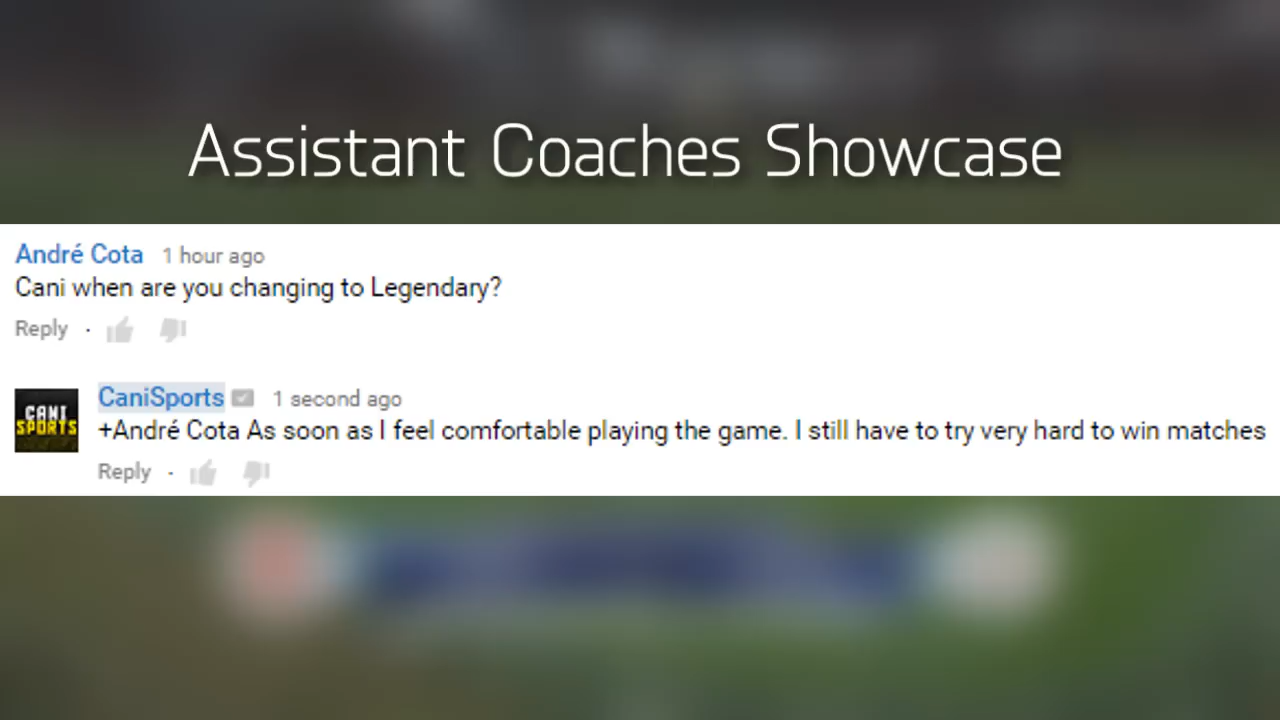 Assistant Coaches Showcase
André Cota 1 hour ago
Cani when are you changing to Legendary?
Reply ·
CANI
SPORTS
CaniSports 1 second ago
+André Cota As soon as I feel comfortable playing the game. I still have to try very hard to win matches
Reply ·